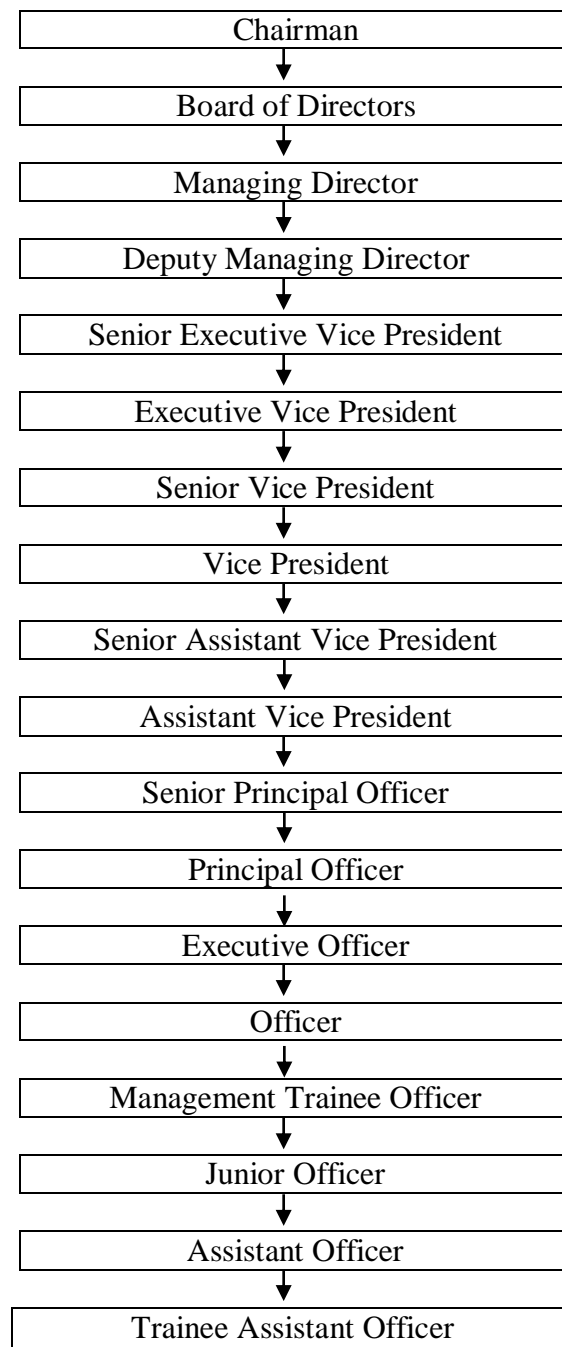 Chairman
Board of Directors
Managing Director
Deputy Managing Director
Senior Executive Vice President
Executive Vice President
Senior Vice President
Vice President
Senior Assistant Vice President
Assistant Vice President
Senior Principal Officer
Principal Officer
Executive Officer
Officer
Management Trainee Officer
Junior Officer
Assistant Officer
Trainee Assistant Officer